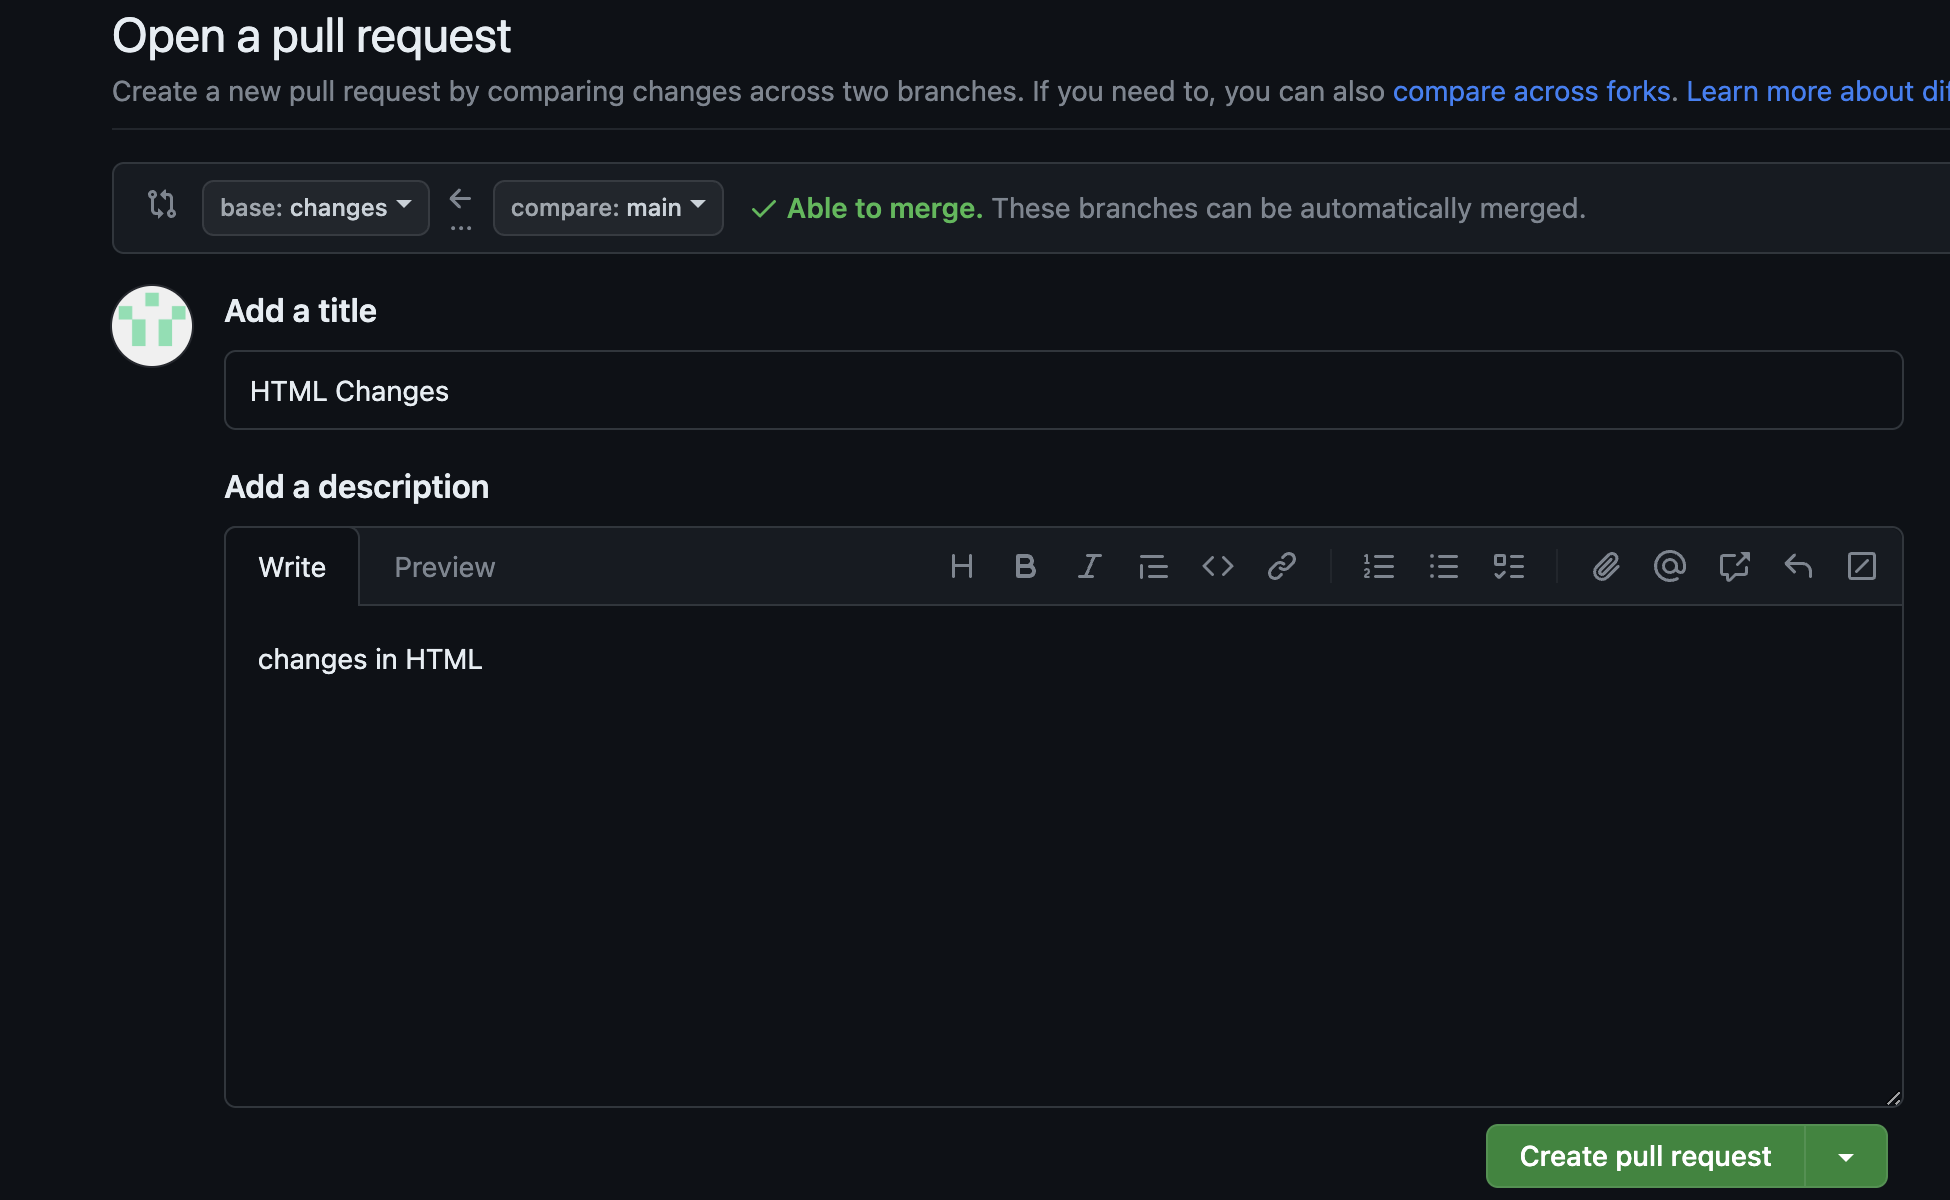 Open a pull request
Create a new pull request by comparing changes across two branches. If you need to, you can also compare across forks. Learn more about
base: changes
compare: main
Able to merge. These branches can be automatically merged.
Add a title
HTML Changes
Add a description
Write
Preview
changes in HTML
Create pull request